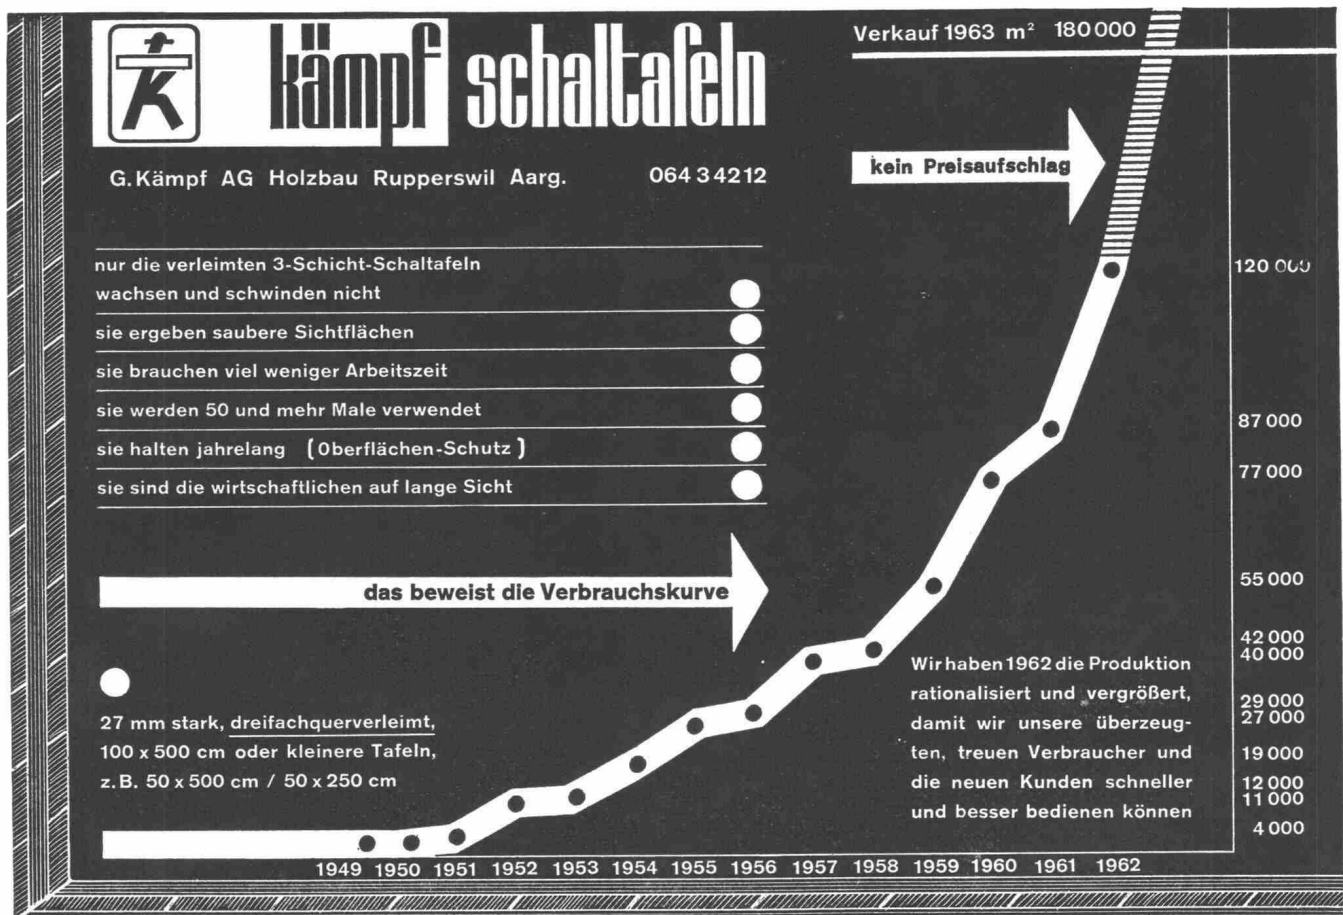 kämpf schaltafeln
G. Kämpf AG Holzbau Rupperswil Aarg. 064 3 42 12
Verkauf 1963 m² 180 000
kein Preisaufschlag
nur die verleimten 3-Schicht-Schaltafeln
wachsen und schwinden nicht
sie ergeben saubere Sichtflächen
sie brauchen viel weniger Arbeitszeit
sie werden 50 und mehr Male verwendet
sie halten jahrelang (Oberflächen-Schutz)
sie sind die wirtschaftlichen auf lange Sicht
das beweist die Verbrauchskurve
27 mm stark, dreifachquerverleimt,
100 x 500 cm oder kleinere Tafeln,
z. B. 50 x 500 cm / 50 x 250 cm
Wir haben 1962 die Produktion
rationalisiert und vergrößert,
damit wir unsere überzeug-
ten, treuen Verbraucher und
die neuen Kunden schneller
und besser bedienen können
120 000
87 000
77 000
55 000
42 000
40 000
29 000
27 000
19 000
12 000
11 000
4 000
1949 1950 1951 1952 1953 1954 1955 1956 1957 1958 1959 1960 1961 1962